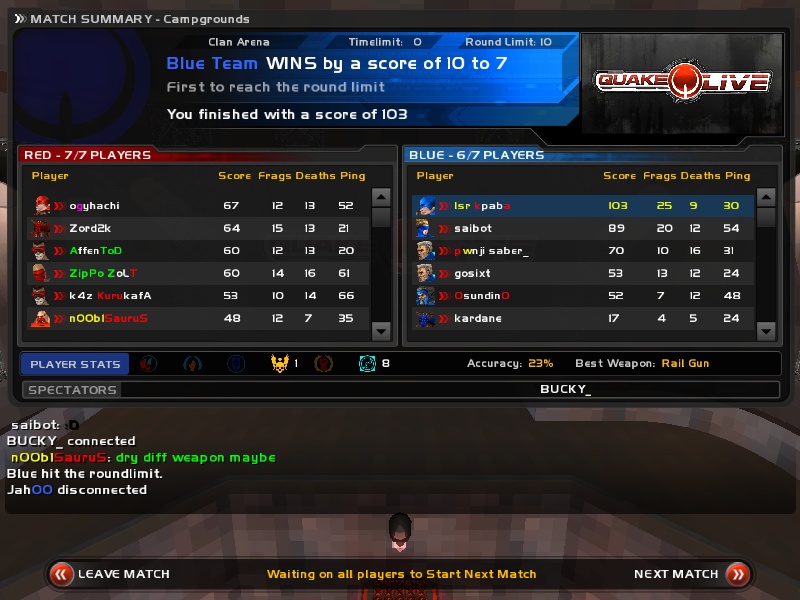 MATCH SUMMARY - Campgrounds
Clan Arena Timelimit: 0 Round Limit: 10
Blue Team WINS by a score of 10 to 7
First to reach the round limit
You finished with a score of 103
QUAKE LIVE
RED - 7/7 PLAYERS
Player Score Frags Deaths Ping
ogyhachi 67 12 13 52
Zord2k 64 15 13 21
AffenToD 60 12 13 20
ZipPo ZoLT 60 14 16 61
k4z KurukafA 53 10 14 66
nOOblSauruS 48 12 7 35
BLUE - 6/7 PLAYERS
Player Score Frags Deaths Ping
lsr kpaba 103 25 9 30
saibot 89 20 12 54
pwnji saber_ 70 10 16 31
gosixt 53 13 12 24
OsundinO 52 7 12 48
kardane 17 4 5 24
PLAYER STATS 1 8 Accuracy: 23% Best Weapon: Rail Gun
SPECTATORS BUCKY_
saibot: :D
BUCKY_ connected
nOOblSauruS: dry diff weapon maybe
Blue hit the roundlimit.
JahOO disconnected
LEAVE MATCH Waiting on all players to Start Next Match NEXT MATCH